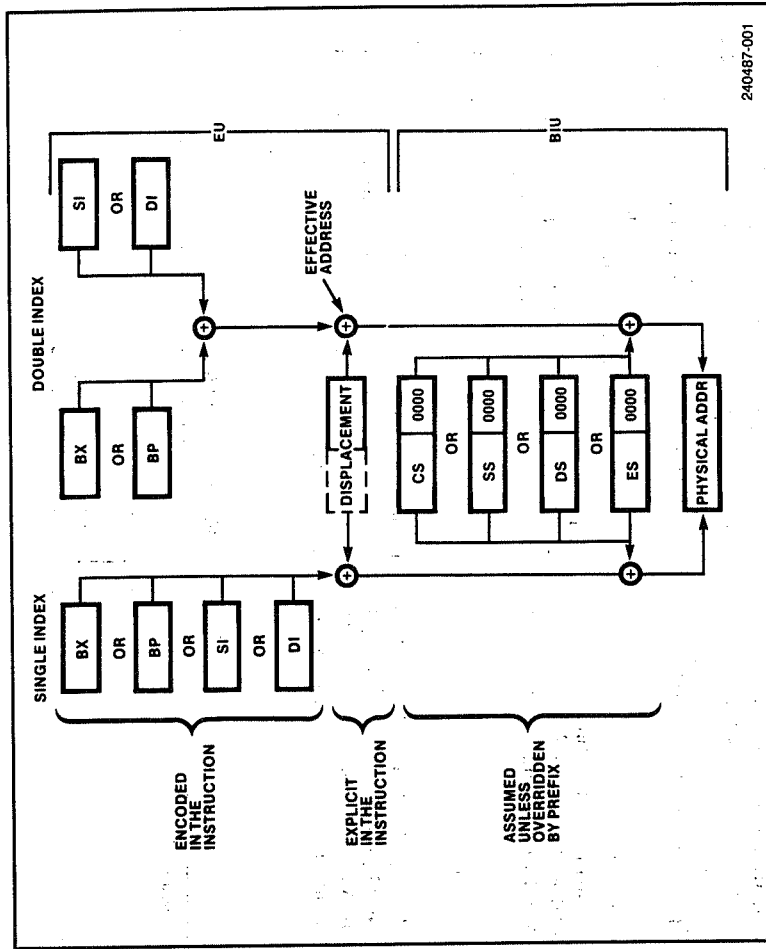 SINGLE INDEX
DOUBLE INDEX
ENCODED
IN THE
INSTRUCTION
BX
OR
BP
OR
SI
OR
DI
BX
OR
BP
SI
OR
DI
EU
EXPLICIT
IN THE
INSTRUCTION
+
+
DISPLACEMENT
+
EFFECTIVE
ADDRESS
ASSUMED
UNLESS
OVERRIDDEN
BY PREFIX
CS 0000
OR
SS 0000
OR
DS 0000
OR
ES 0000
+
+
BIU
PHYSICAL ADDR
240487-001